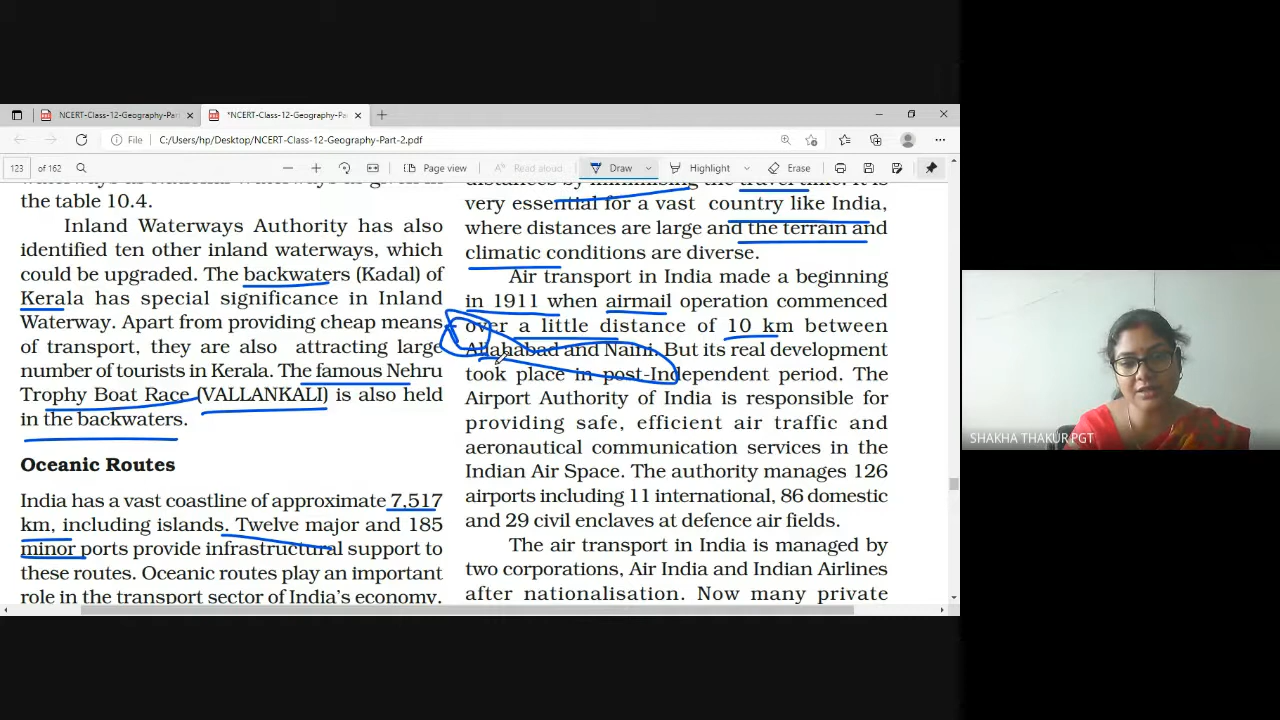 NCERT-Class-12-Geography-Par
*NCERT-Class-12-Geography-Pa
File
C:/Users/hp/Desktop/NCERT-Class-12-Geography-Part-2.pdf
123
of 162
Page view
Read aloud
Draw
Highlight
Erase
the table 10.4.
Inland Waterways Authority has also
identified ten other inland waterways, which
could be upgraded. The backwaters (Kadal) of
Kerala has special significance in Inland
Waterway. Apart from providing cheap means
of transport, they are also attracting large
number of tourists in Kerala. The famous Nehru
Trophy Boat Race (VALLANKALI) is also held
in the backwaters.
Oceanic Routes
India has a vast coastline of approximate 7,517
km, including islands. Twelve major and 185
minor ports provide infrastructural support to
these routes. Oceanic routes play an important
role in the transport sector of India's economy.
distances by minimising the travel time. It is
very essential for a vast country like India,
where distances are large and the terrain and
climatic conditions are diverse.
Air transport in India made a beginning
in 1911 when airmail operation commenced
over a little distance of 10 km between
Allahabad and Naini. But its real development
took place in post-Independent period. The
Airport Authority of India is responsible for
providing safe, efficient air traffic and
aeronautical communication services in the
Indian Air Space. The authority manages 126
airports including 11 international, 86 domestic
and 29 civil enclaves at defence air fields.
The air transport in India is managed by
two corporations, Air India and Indian Airlines
after nationalisation. Now many private
SHAKHA THAKUR PGT